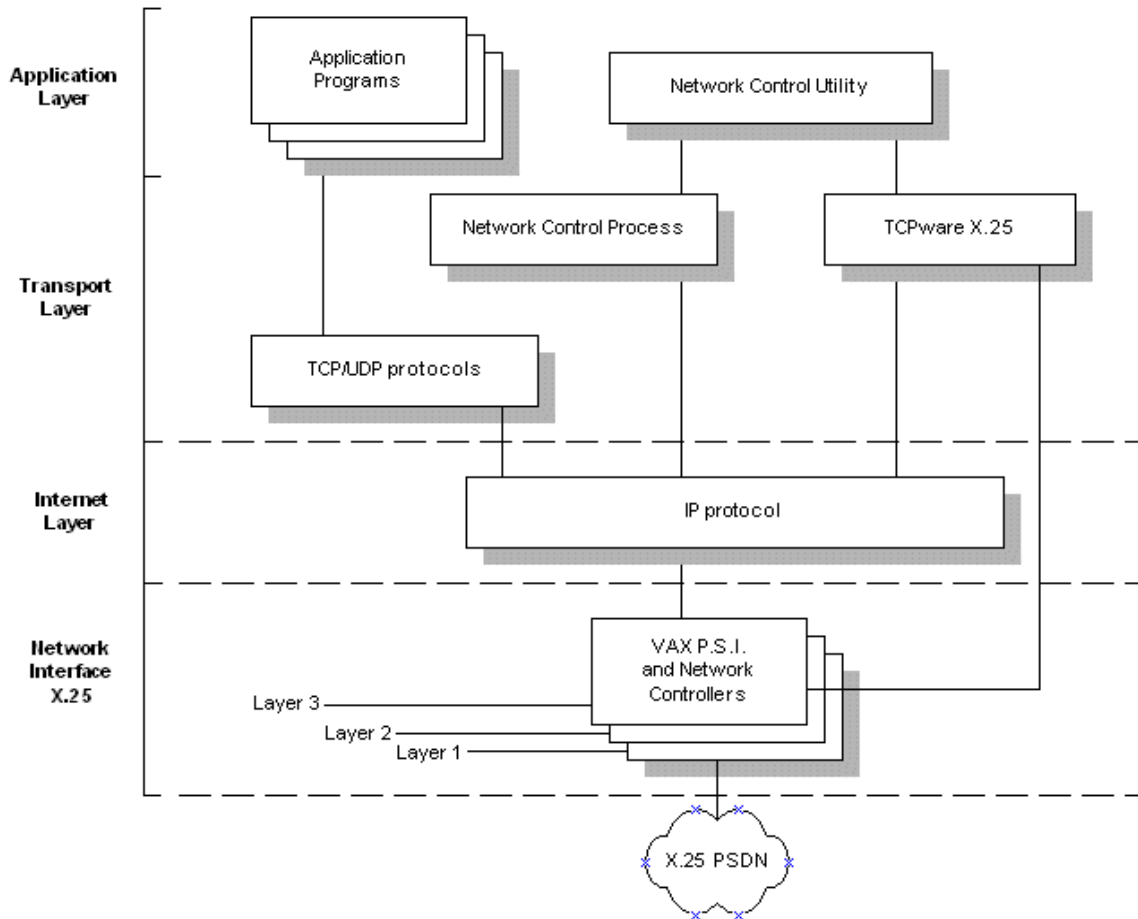 Application
Layer
Application
Programs
Network Control Utility
Transport
Layer
Network Control Process
TCPware X.25
TCP/UDP protocols
Internet
Layer
IP protocol
Network
Interface
X.25
VAX P.S.I.
and Network
Controllers
Layer 3
Layer 2
Layer 1
X.25 PSDN